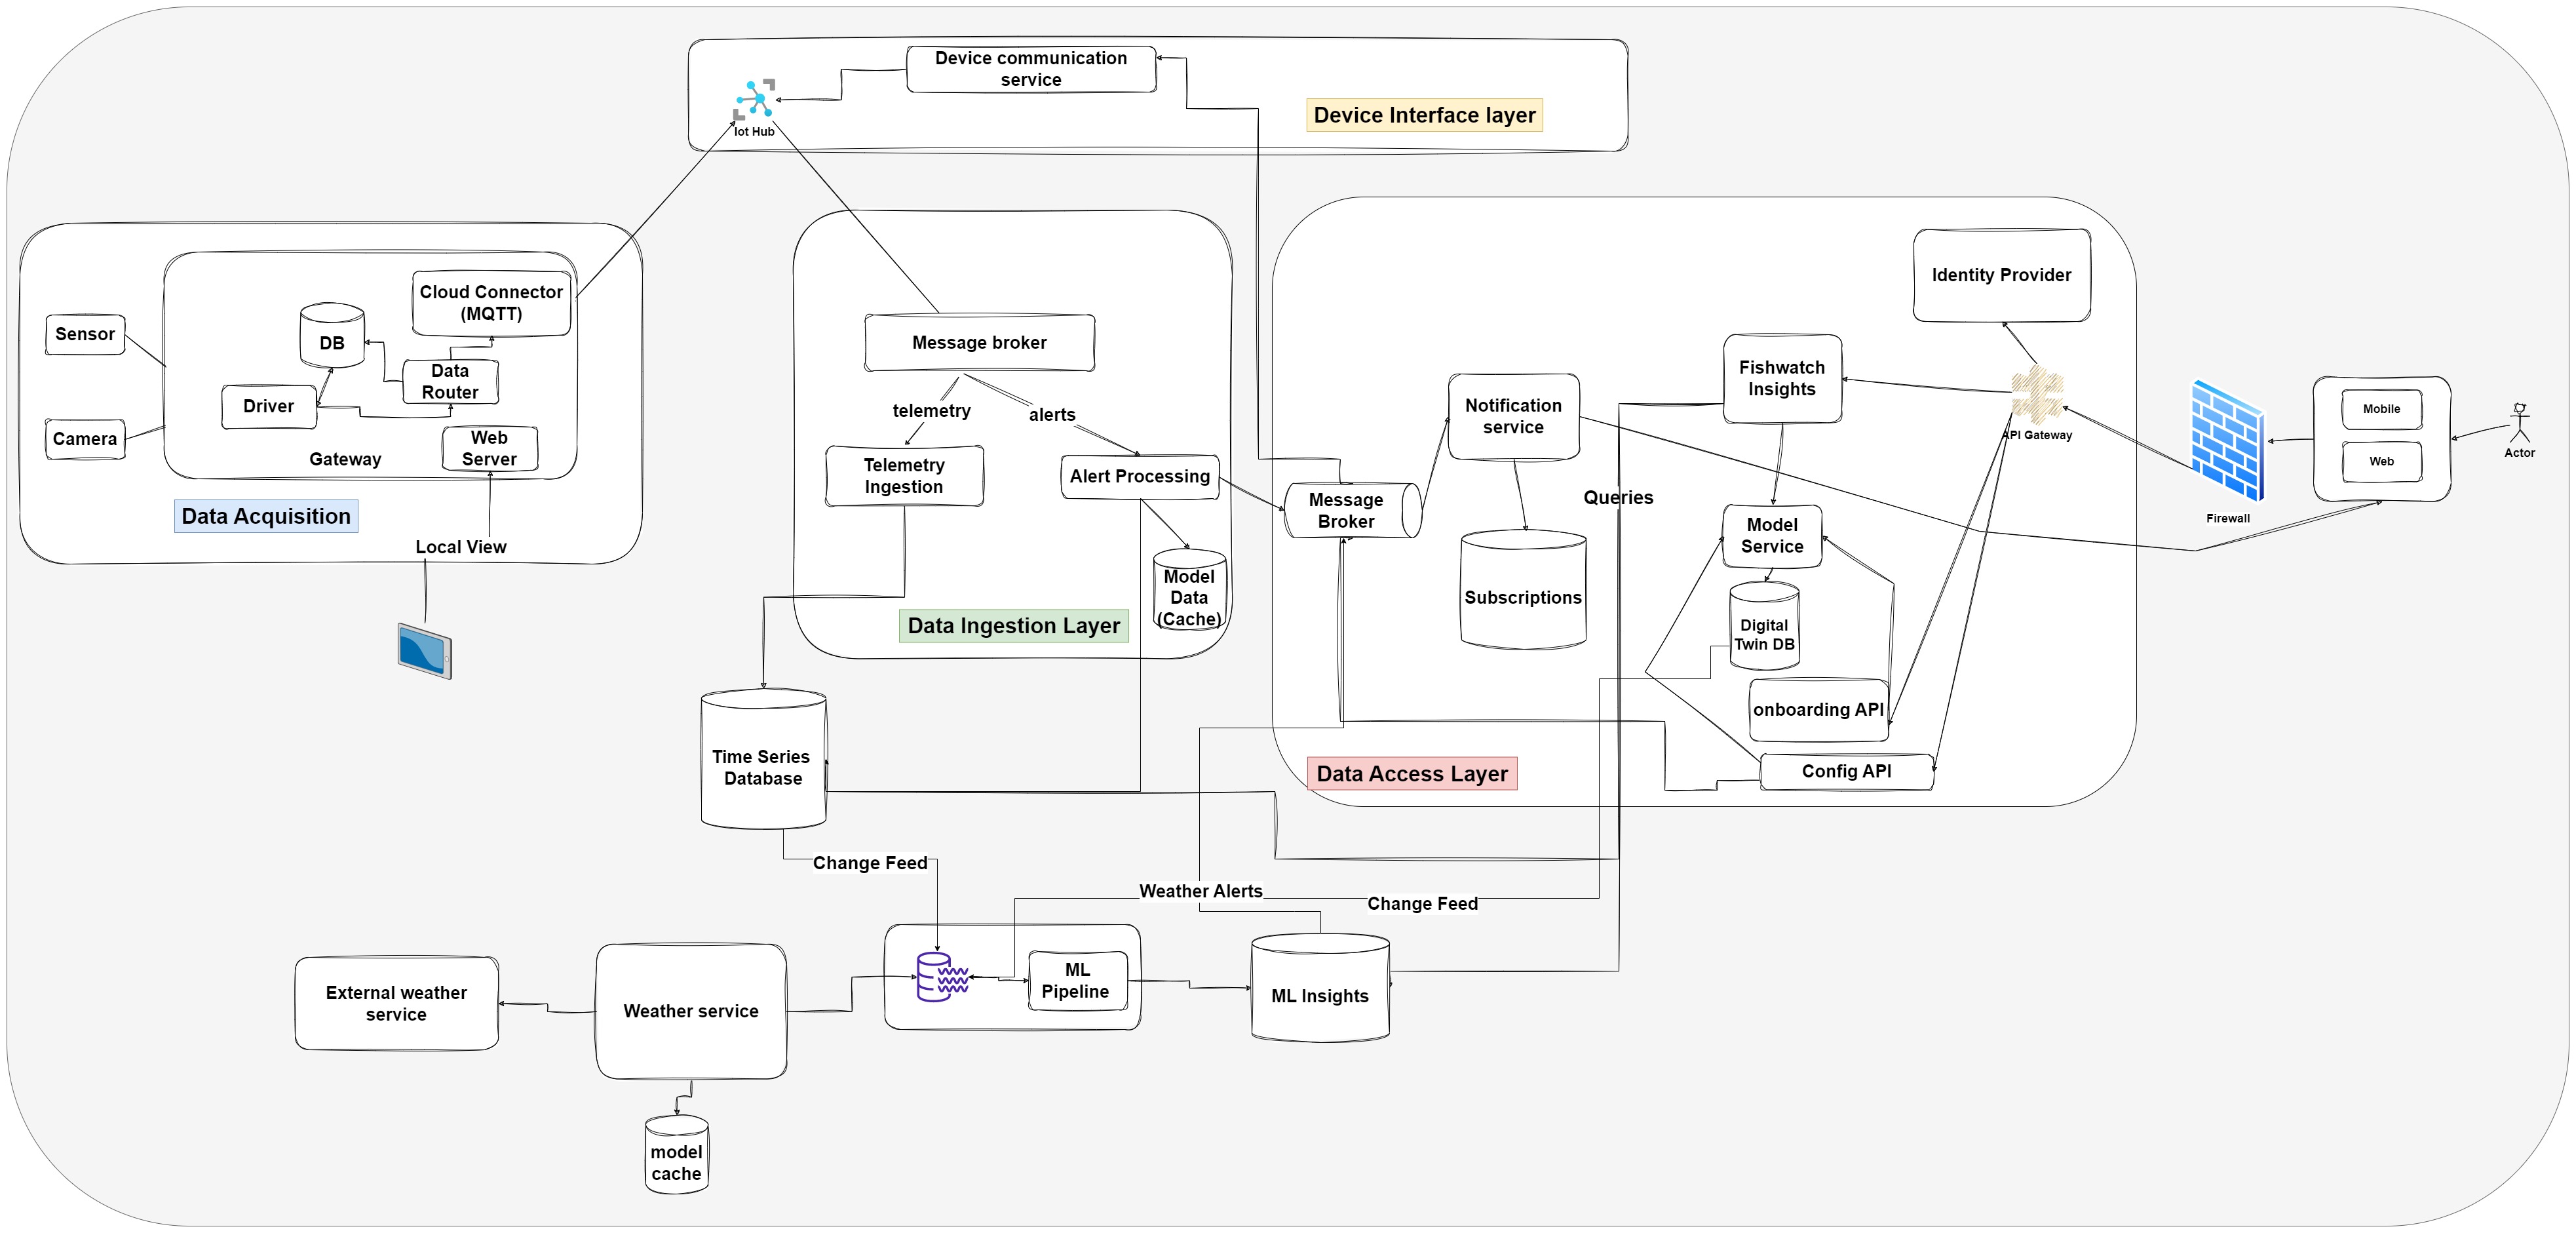 Device communication
service
Iot Hub
Device Interface layer
Sensor
Camera
DB
Cloud Connector
(MQTT)
Data
Router
Driver
Web
Server
Gateway
Data Acquisition
Local View
Message broker
telemetry
alerts
Telemetry
Ingestion
Alert Processing
Model
Data
(Cache)
Data Ingestion Layer
Message
Broker
Notification
service
Subscriptions
Fishwatch
Insights
Queries
Identity Provider
API Gateway
Model
Service
Digital
Twin DB
onboarding API
Config API
Data Access Layer
Firewall
Mobile
Web
Actor
Time Series
Database
Change Feed
Weather Alerts
Change Feed
External weather
service
Weather service
ML
Pipeline
ML Insights
model
cache